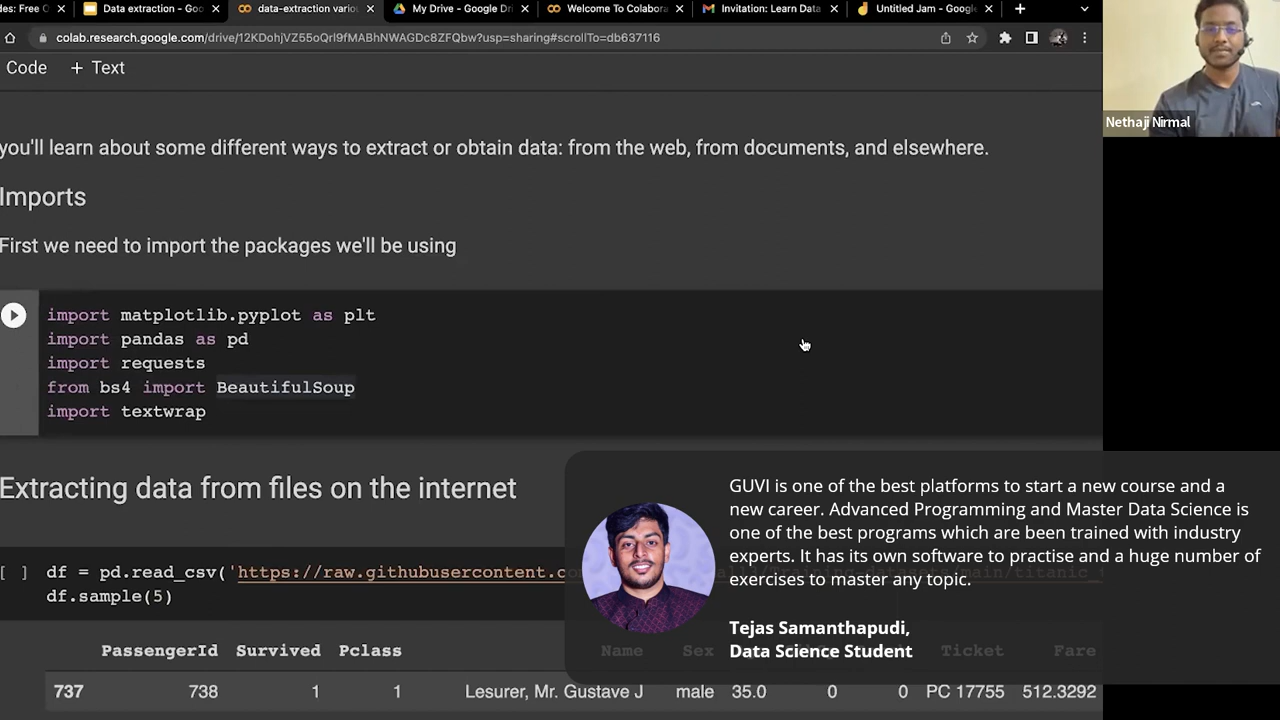 des: Free O
Data extraction - Goo
data-extraction variou
My Drive - Google Dri
Welcome To Colabora
Invitation: Learn Data
Untitled Jam - Google
colab.research.google.com/drive/12KDohjVZ55oQrl9fMABhNWAGDc8ZFQbw?usp=sharing#scrollTo=db637116
Code + Text
Nethaji Nirmal
you'll learn about some different ways to extract or obtain data: from the web, from documents, and elsewhere.
Imports
First we need to import the packages we'll be using
import matplotlib.pyplot as plt
import pandas as pd
import requests
from bs4 import BeautifulSoup
import textwrap
Extracting data from files on the internet
[ ] df = pd.read_csv('https://raw.githubusercontent.c
df.sample(5)
GUVI is one of the best platforms to start a new course and a
new career. Advanced Programming and Master Data Science is
one of the best programs which are been trained with industry
experts. It has its own software to practise and a huge number of
exercises to master any topic.
Tejas Samanthapudi,
Data Science Student
PassengerId Survived Pclass Name Sex Ticket Fare
737 738 1 1 Lesurer, Mr. Gustave J male 35.0 0 0 PC 17755 512.3292